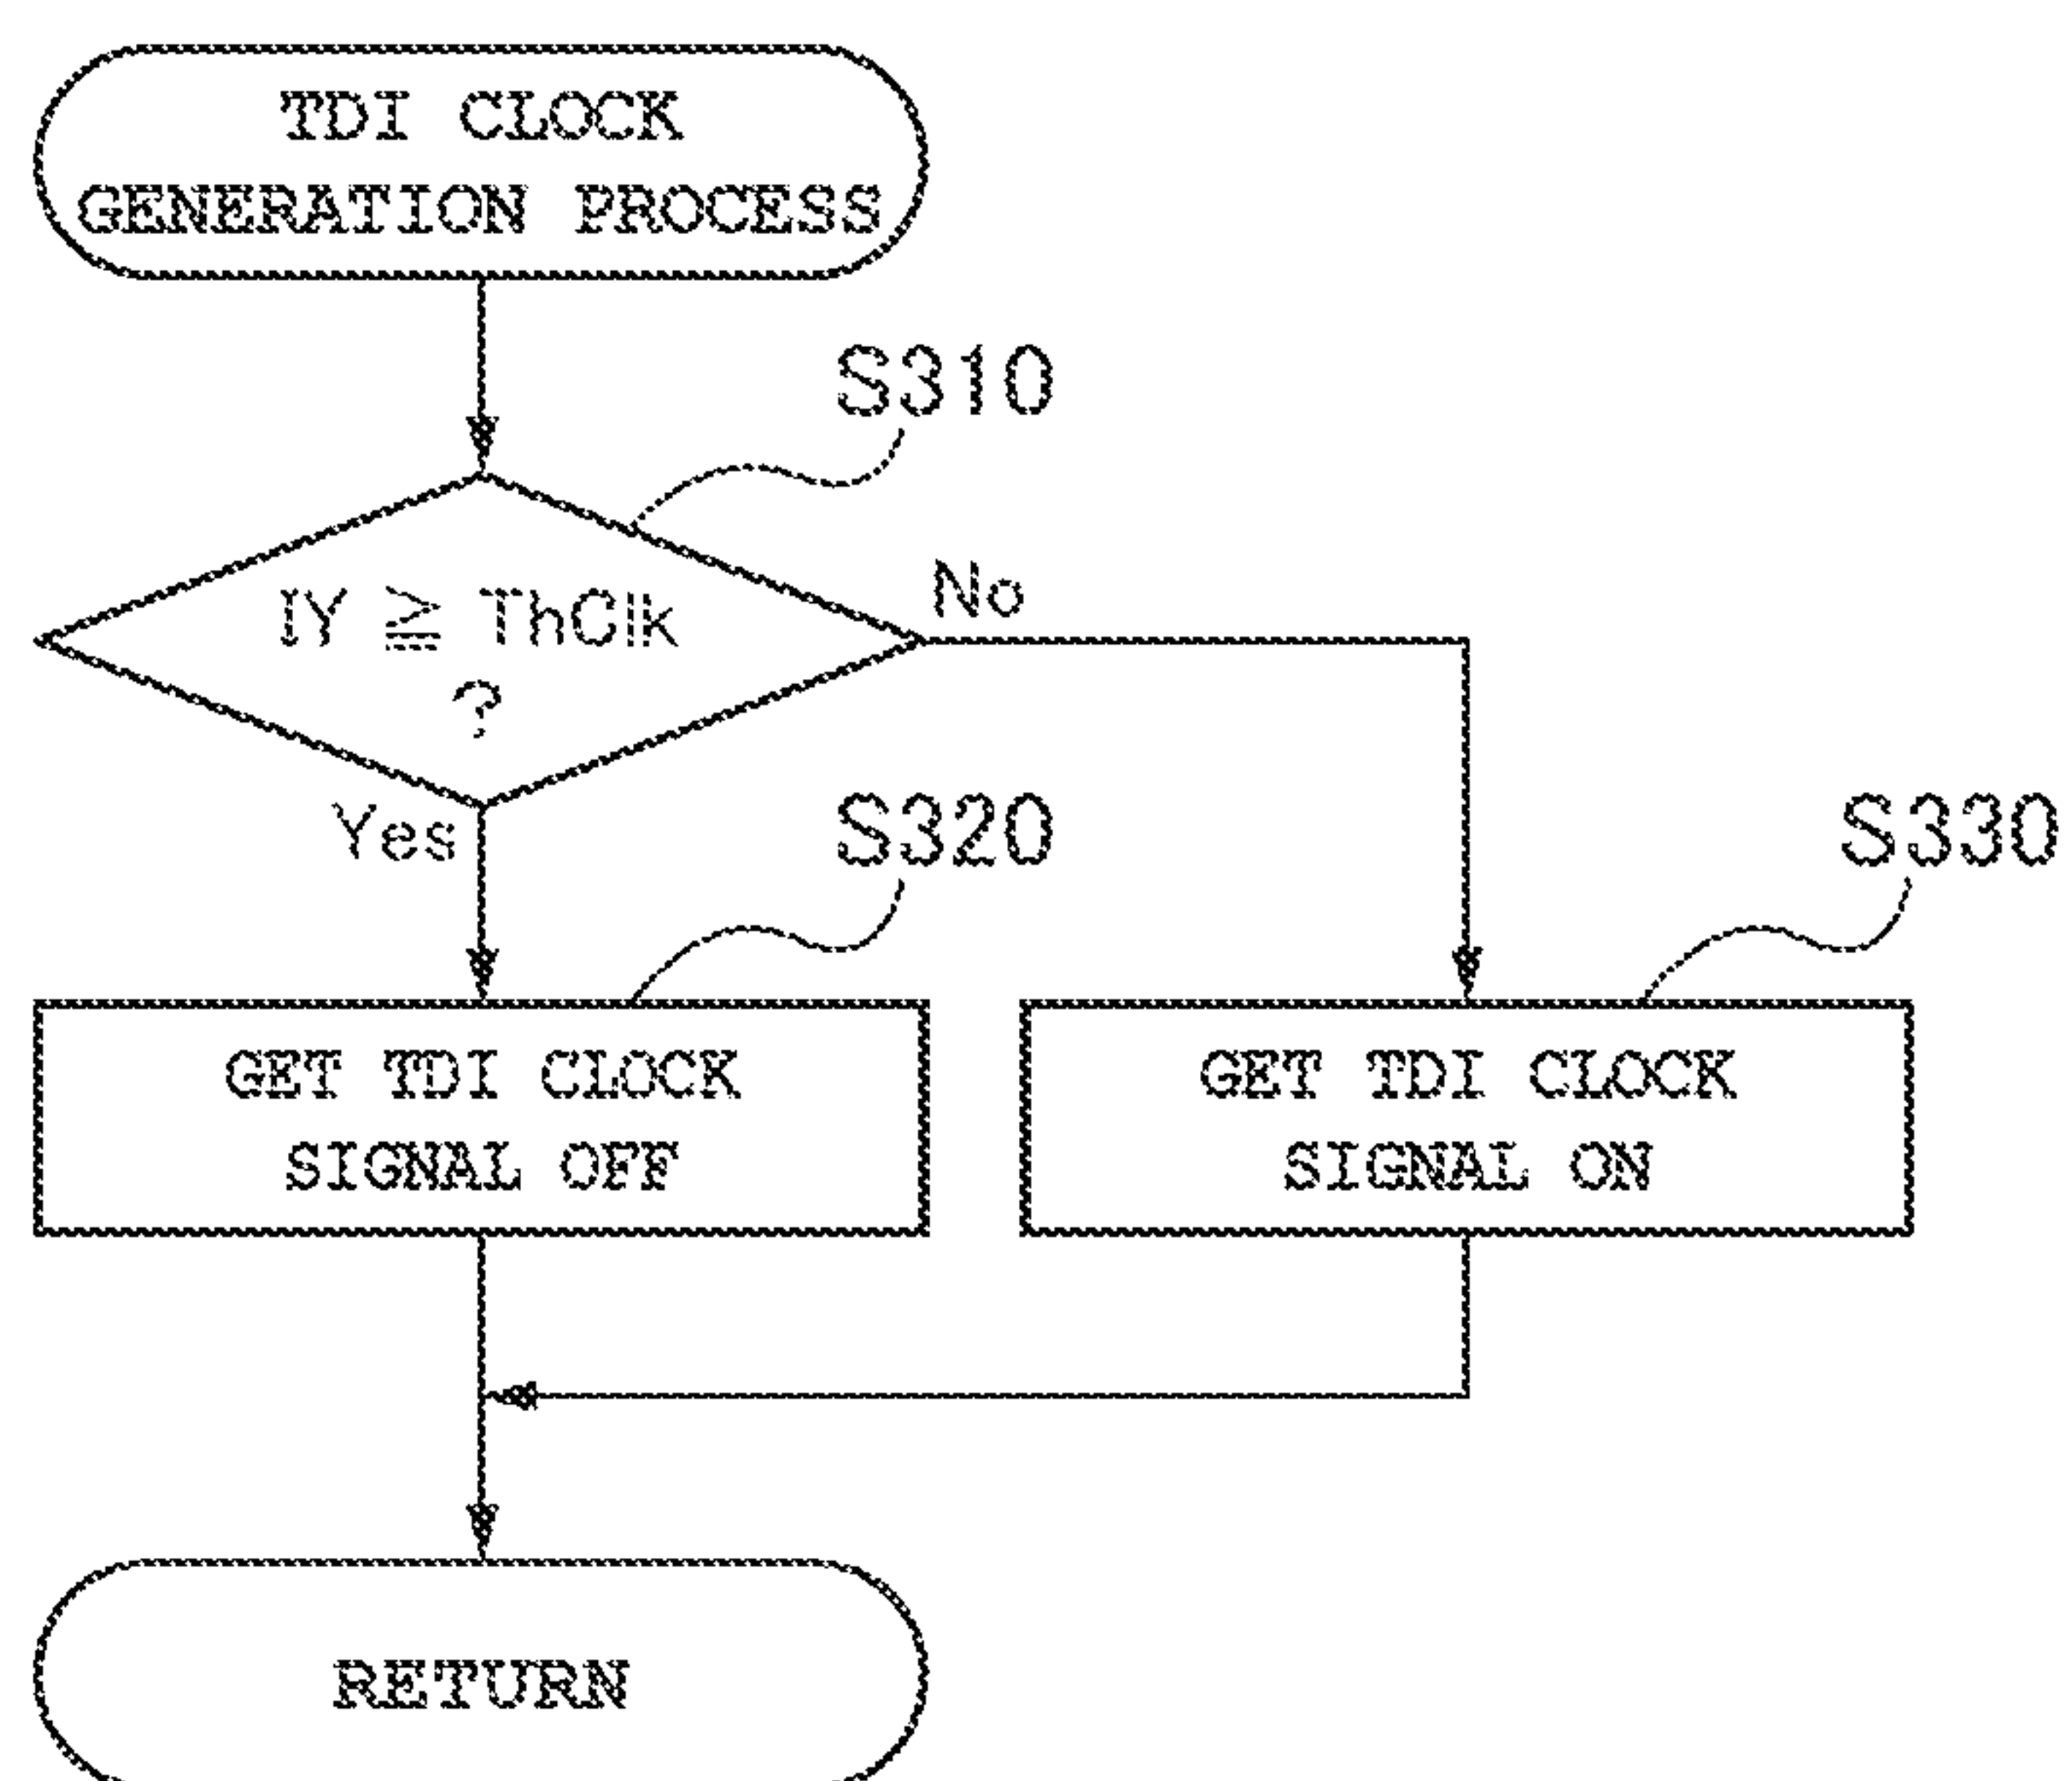 TDI CLOCK
GENERATION PROCESS
S310
IY ≧ ThClk
?
No
Yes
S320
S330
GET TDI CLOCK
SIGNAL OFF
GET TDI CLOCK
SIGNAL ON
RETURN